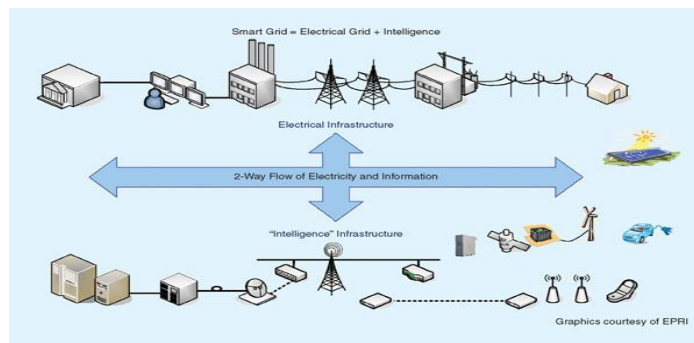 Smart Grid = Electrical Grid + Intelligence
Electrical Infrastructure
2-Way Flow of Electricity and Information
"Intelligence" Infrastructure
Graphics courtesy of EPRI